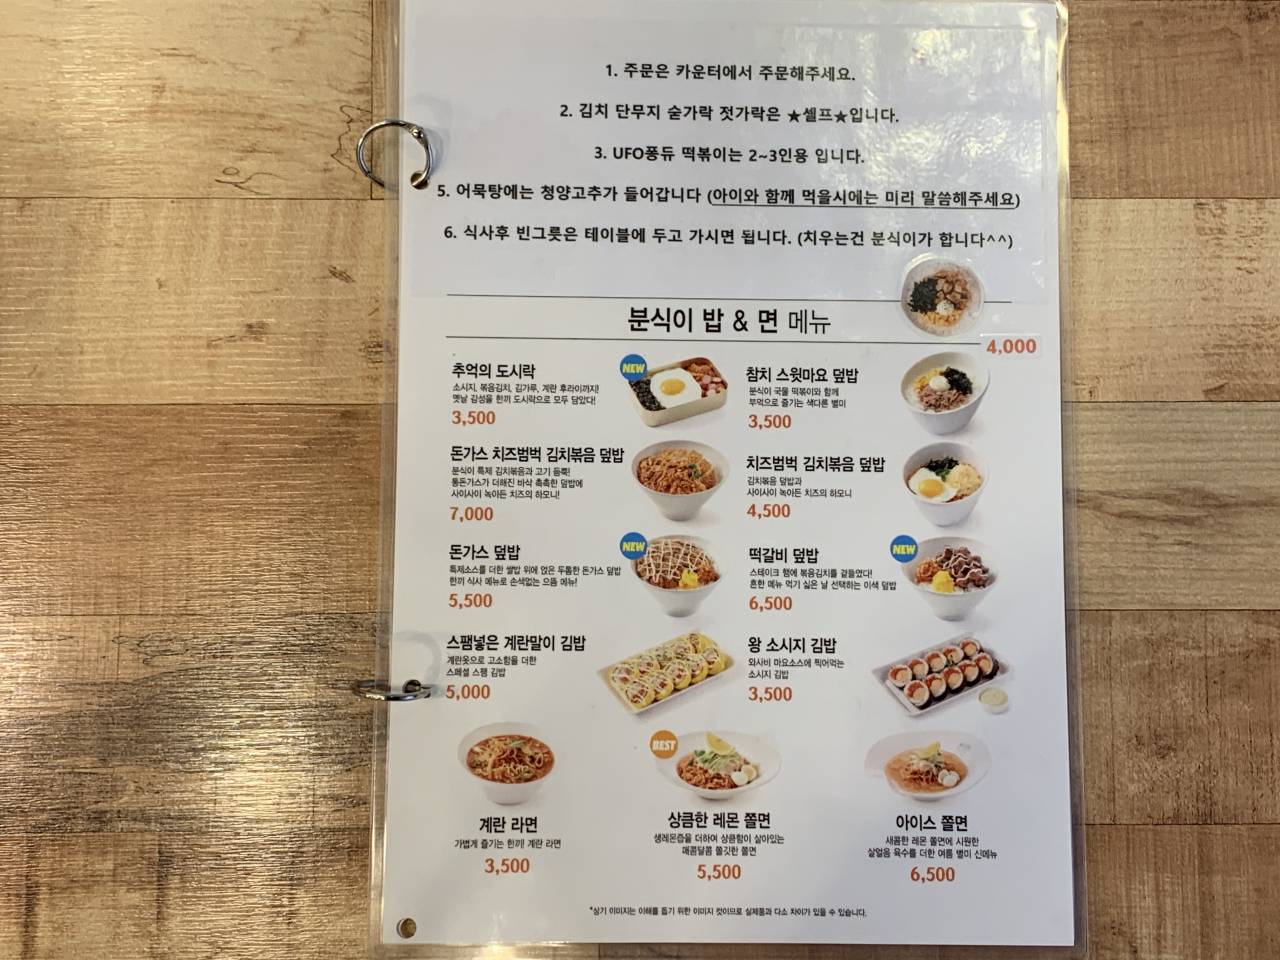 1. 주문은 카운터에서 주문해주세요.
2. 김치 단무지 숟가락 젓가락은 ★셀프★입니다.
3. UFO퐁듀 떡볶이는 2~3인용 입니다.
5. 어묵탕에는 청양고추가 들어갑니다 (아이와 함께 먹을시에는 미리 말씀해주세요)
6. 식사후 빈그릇은 테이블에 두고 가시면 됩니다. (치우는건 분식이가 합니다^^)
분식이 밥 & 면 메뉴
4,000
추억의 도시락
소시지, 볶음김치, 김가루, 계란 후라이까지!
옛날 감성을 한끼 도시락으로 모두 담았다!
3,500
NEW
참치 스윗마요 덮밥
분식이 국물 떡볶이와 함께
부먹으로 즐기는 색다른 별미
3,500
돈가스 치즈범벅 김치볶음 덮밥
분식이 특제 김치볶음과 고기 듬뿍!
통돈가스가 더해진 바삭 촉촉한 덮밥에
사이사이 녹아든 치즈의 하모니!
7,000
치즈범벅 김치볶음 덮밥
김치볶음 덮밥과
사이사이 녹아든 치즈의 하모니
4,500
돈가스 덮밥
특제소스를 더한 쌀밥 위에 얹은 두툼한 돈가스 덮밥
한끼 식사 메뉴로 손색없는 으뜸 메뉴!
5,500
NEW
떡갈비 덮밥
스테이크 햄에 볶음김치를 곁들였다!
흔한 메뉴 먹기 싫은 날 선택하는 이색 덮밥
6,500
NEW
스팸넣은 계란말이 김밥
계란옷으로 고소함을 더한
스페셜 스팸 김밥
5,000
왕 소시지 김밥
와사비 마요소스에 찍어먹는
소시지 김밥
3,500
계란 라면
가볍게 즐기는 한끼! 계란 라면
3,500
BEST
상큼한 레몬 쫄면
생레몬즙을 더하여 상큼함이 살아있는
매콤달콤 쫄깃한 쫄면
5,500
아이스 쫄면
새콤한 레몬 쫄면에 시원한
살얼음 육수를 더한 여름 별미 신메뉴
6,500
*상기 이미지는 이해를 돕기 위한 이미지 컷이므로 실제품과 다소 차이가 있을 수 있습니다.